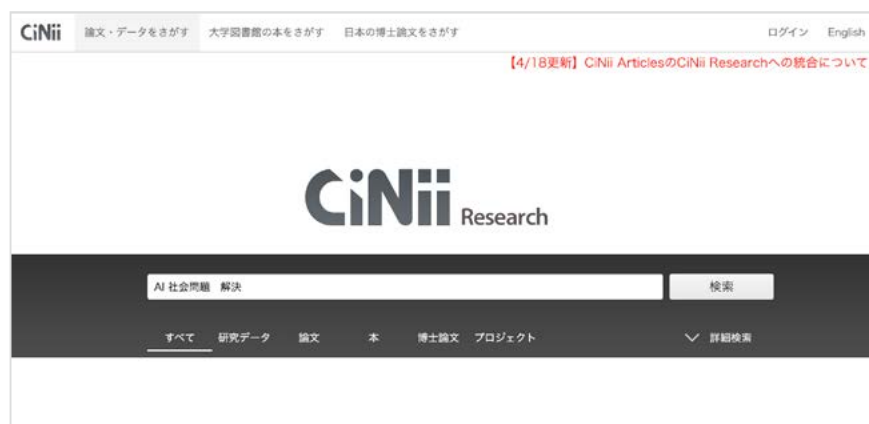 CiNii 論文・データをさがす 大学図書館の本をさがす 日本の博士論文をさがす ログイン English
【4/18更新】CiNii ArticlesのCiNii Researchへの統合について
CiNii Research
AI 社会問題 解決 検索
すべて 研究データ 論文 本 博士論文 プロジェクト 詳細検索